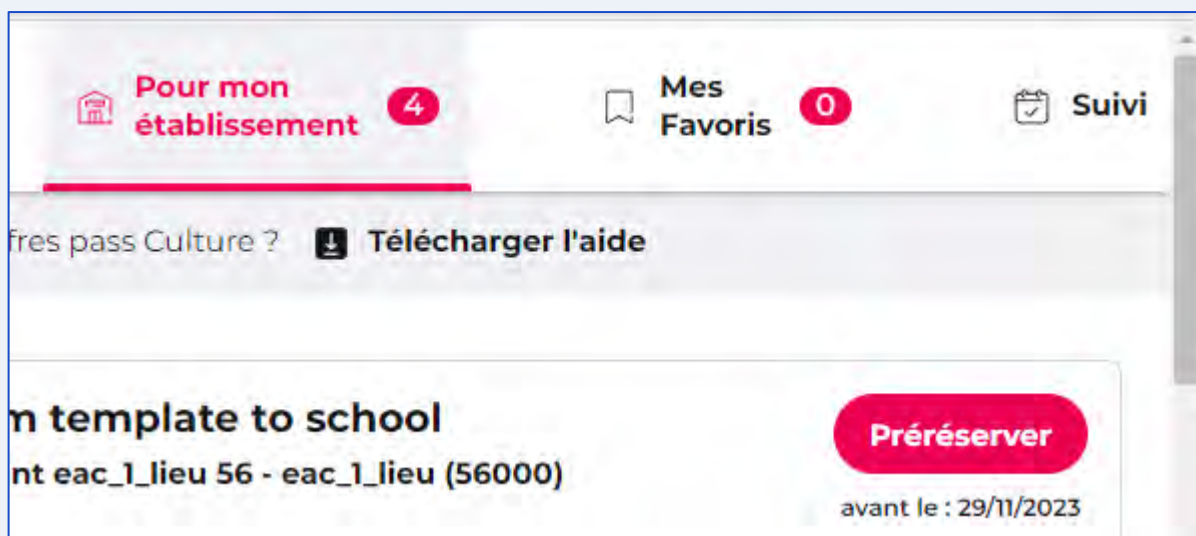 Pour mon
établissement 4
Mes
Favoris 0
Suivi
fres pass Culture ? Télécharger l'aide
m template to school
Préréserver
nt eac_1_lieu 56 - eac_1_lieu (56000)
avant le : 29/11/2023